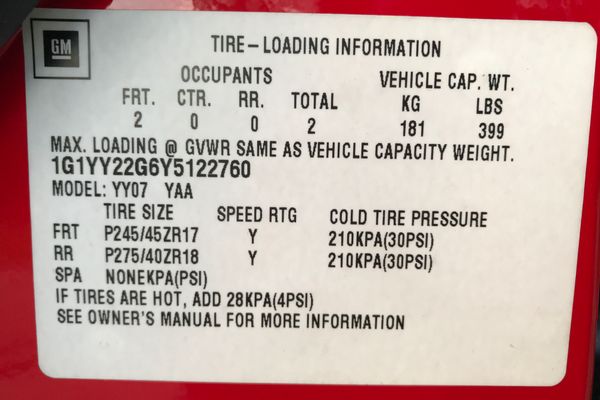 GM
TIRE-LOADING INFORMATION
OCCUPANTS VEHICLE CAP. WT.
FRT. CTR. RR. TOTAL KG LBS
2 0 0 2 181 399
MAX. LOADING @ GVWR SAME AS VEHICLE CAPACITY WEIGHT.
1G1YY22G6Y5122760
MODEL: YY07 YAA
TIRE SIZE SPEED RTG COLD TIRE PRESSURE
FRT P245/45ZR17 Y 210KPA(30PSI)
RR P275/40ZR18 Y 210KPA(30PSI)
SPA NONEKPA(PSI)
IF TIRES ARE HOT, ADD 28KPA(4PSI)
SEE OWNER'S MANUAL FOR MORE INFORMATION